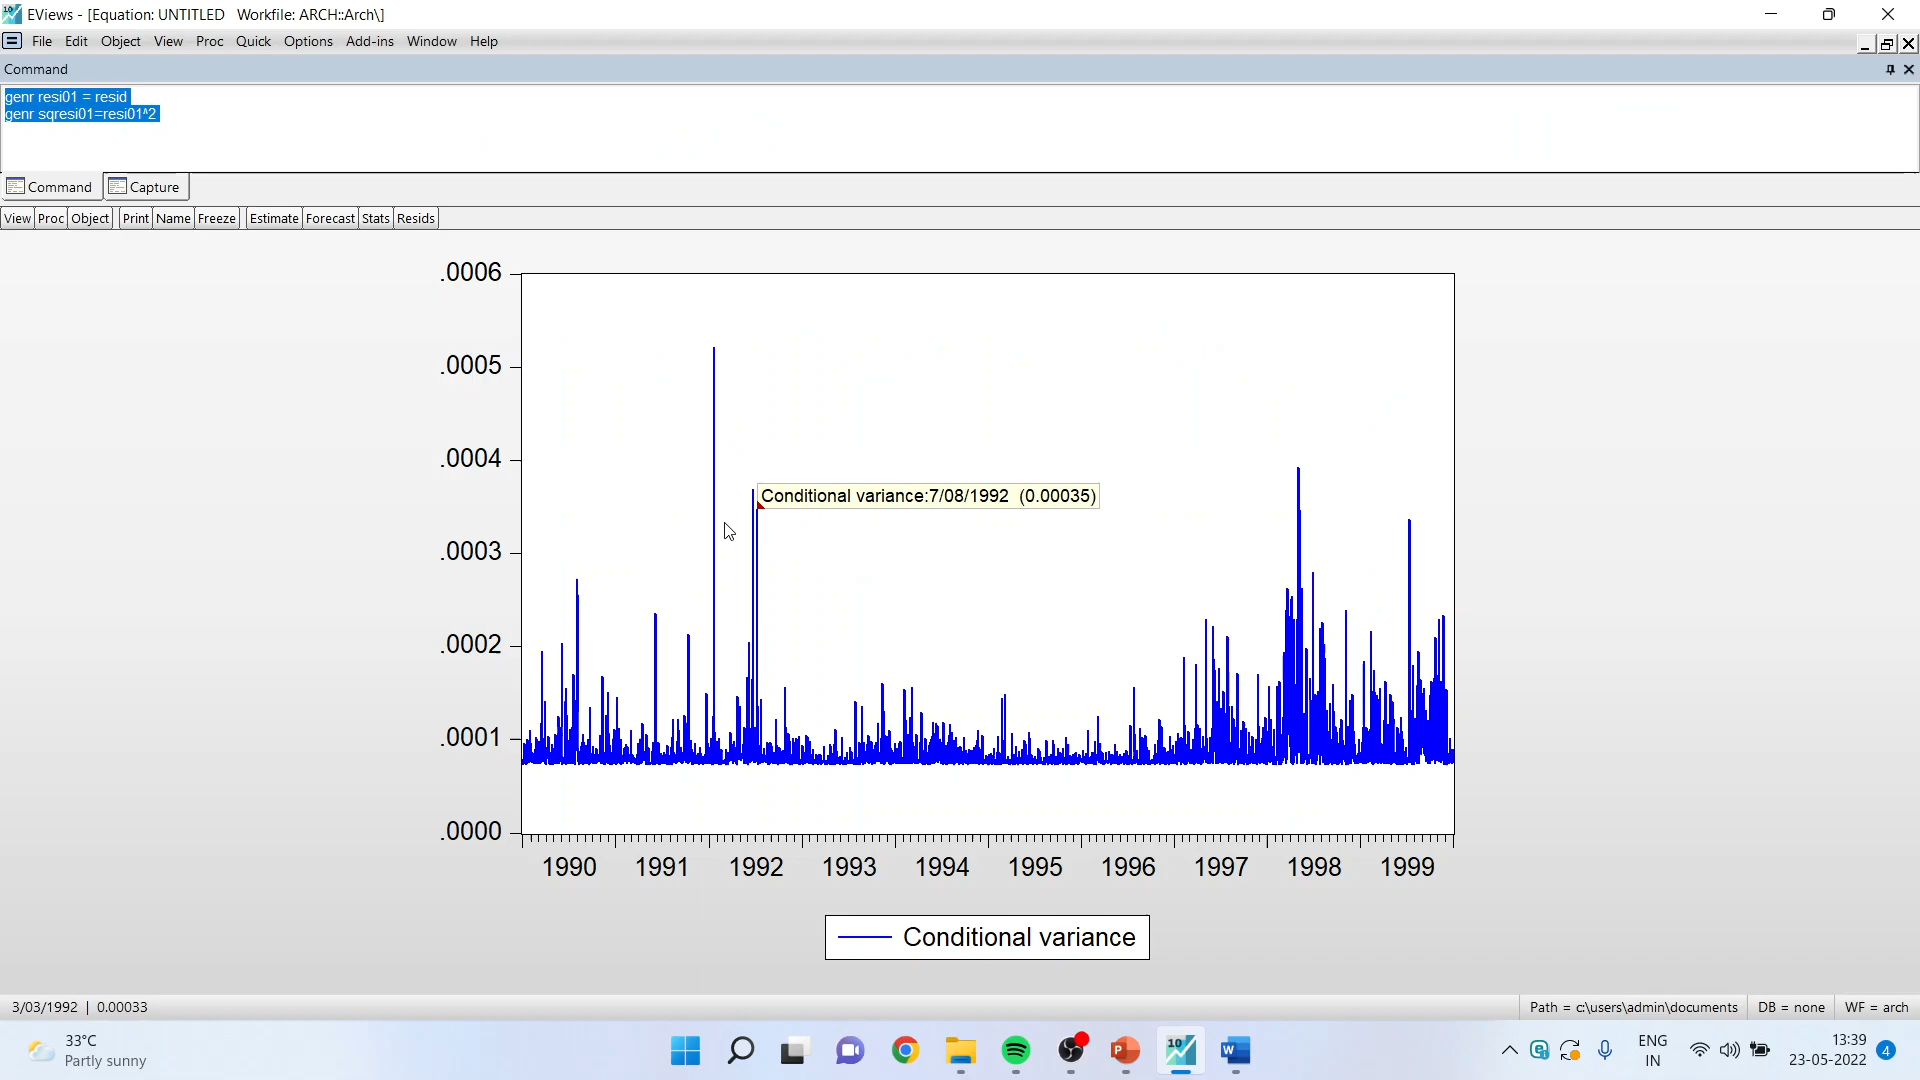 EViews - [Equation: UNTITLED   Workfile: ARCH::Arch\]
File Edit Object View Proc Quick Options Add-ins Window Help
Command
genr resi01 = resid
genr sqresi01=resi01^2
Command Capture
View Proc Object Print Name Freeze Estimate Forecast Stats Resids
.0006
.0005
.0004
Conditional variance:7/08/1992  (0.00035)
.0003
.0002
.0001
.0000
1990 1991 1992 1993 1994 1995 1996 1997 1998 1999
Conditional variance
3/03/1992 | 0.00033
Path = c:\users\admin\documents DB = none WF = arch
33°C
Partly sunny
10
ENG
IN
13:39
23-05-2022
4